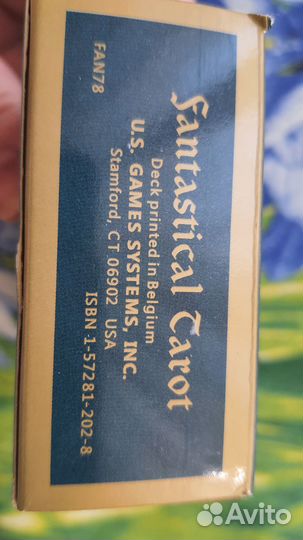 Fantastical Tarot
Deck printed in Belgium
U.S. GAMES SYSTEMS, INC.
Stamford, CT 06902 USA
FAN78
ISBN 1-57281-202-8
Avito